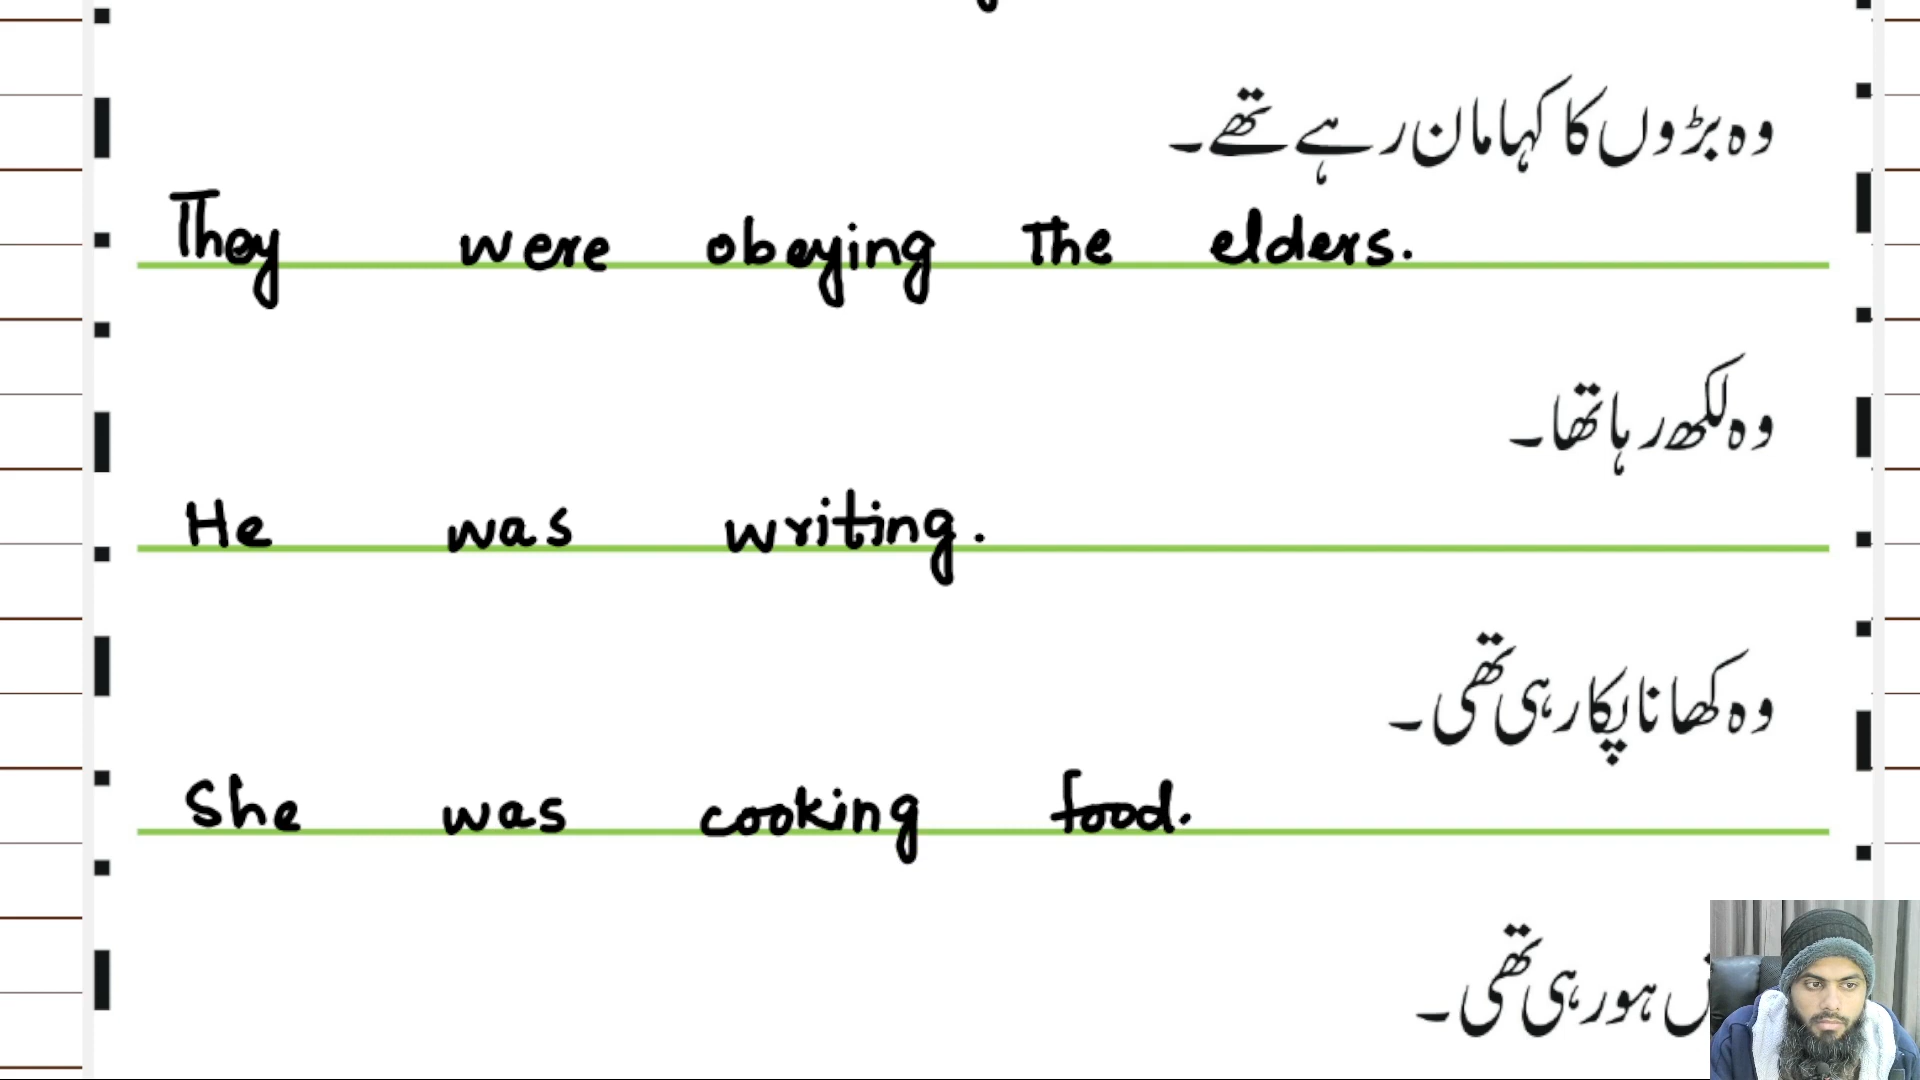 وہ بڑوں کا کہا مان رہے تھے۔
They were obeying the elders.
وہ لکھ رہا تھا۔
He was writing.
وہ کھانا پکا رہی تھی۔
She was cooking food.
ہو رہی تھی۔